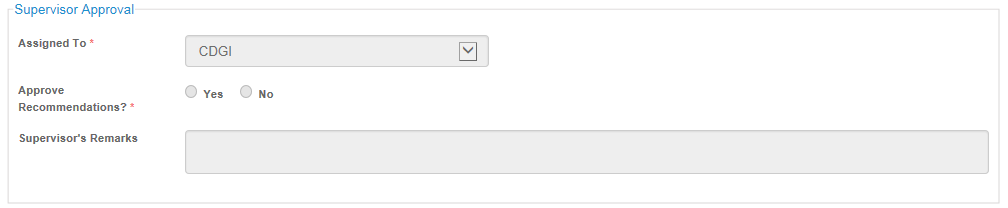 Supervisor Approval
Assigned To *
CDGI
Approve
Recommendations? *
Yes No
Supervisor's Remarks